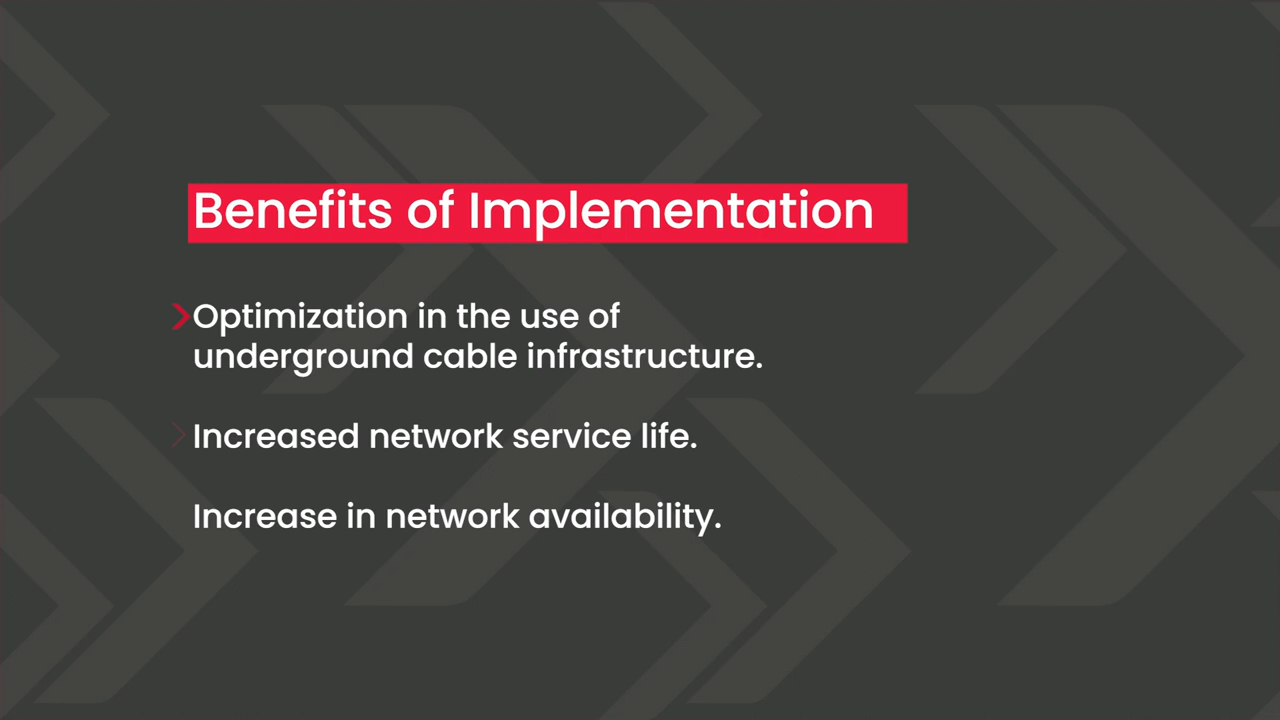 Benefits of Implementation
Optimization in the use of
underground cable infrastructure.
Increased network service life.
Increase in network availability.